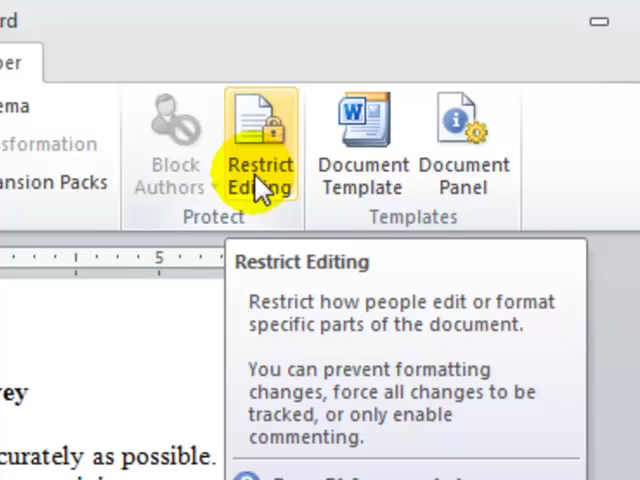 rd
per
ema
sformation
ansion Packs
Block
Authors
Restrict
Editing
Document
Template
Document
Panel
Protect
Templates
5
Restrict Editing
Restrict how people edit or format
specific parts of the document.
You can prevent formatting
changes, force all changes to be
tracked, or only enable
commenting.
vey
curately as possible.